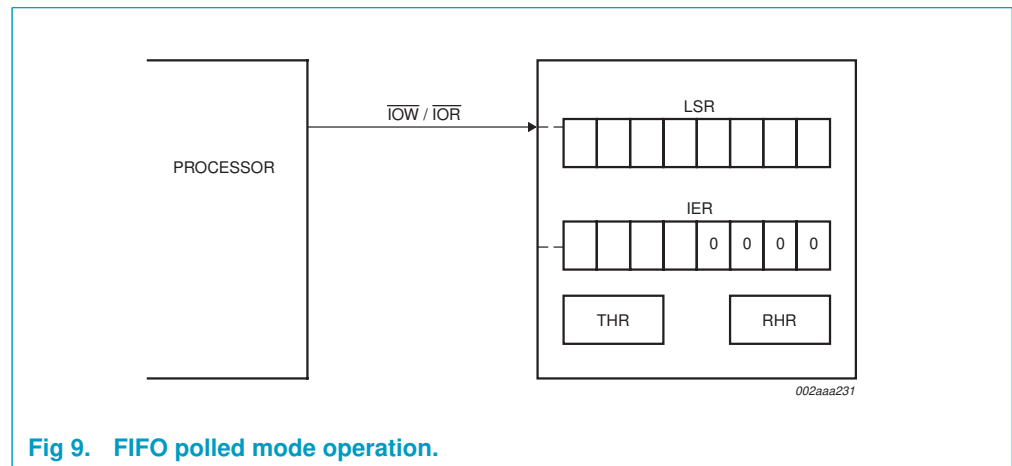 IOW / IOR
LSR
PROCESSOR
IER
0 0 0 0
THR
RHR
002aaa231
Fig 9. FIFO polled mode operation.